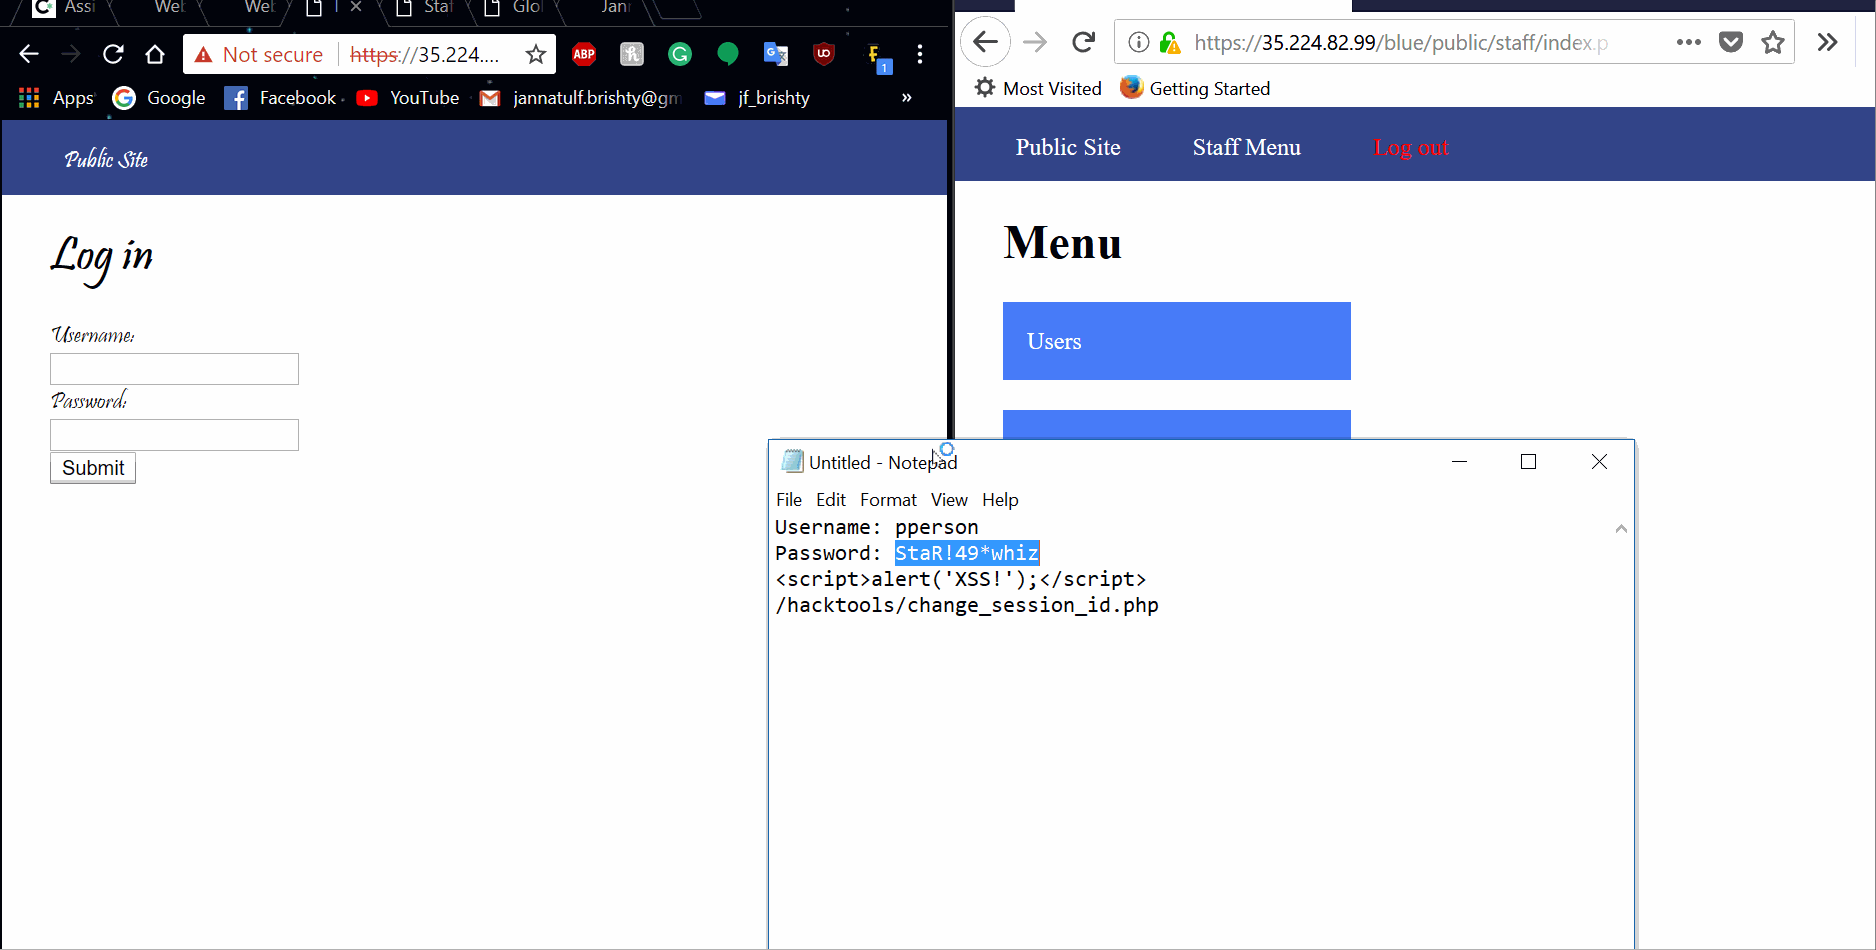 Assi
Wel
Wel
Staf
Glol
Jann
Not secure
https://35.224....
ABP
1
Apps
Google
Facebook
YouTube
jannatulf.brishty@gm
jf_brishty
»
Public Site
Log in
Username:
Password:
Submit
https://35.224.82.99/blue/public/staff/index.p
Most Visited
Getting Started
Public Site
Staff Menu
Log out
Menu
Users
Untitled - Notepad
File Edit Format View Help
Username: pperson
Password: StaR!49*whiz
<script>alert('XSS!');</script>
/hacktools/change_session_id.php